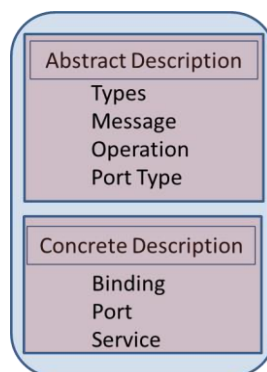 Abstract Description
Types
Message
Operation
Port Type
Concrete Description
Binding
Port
Service